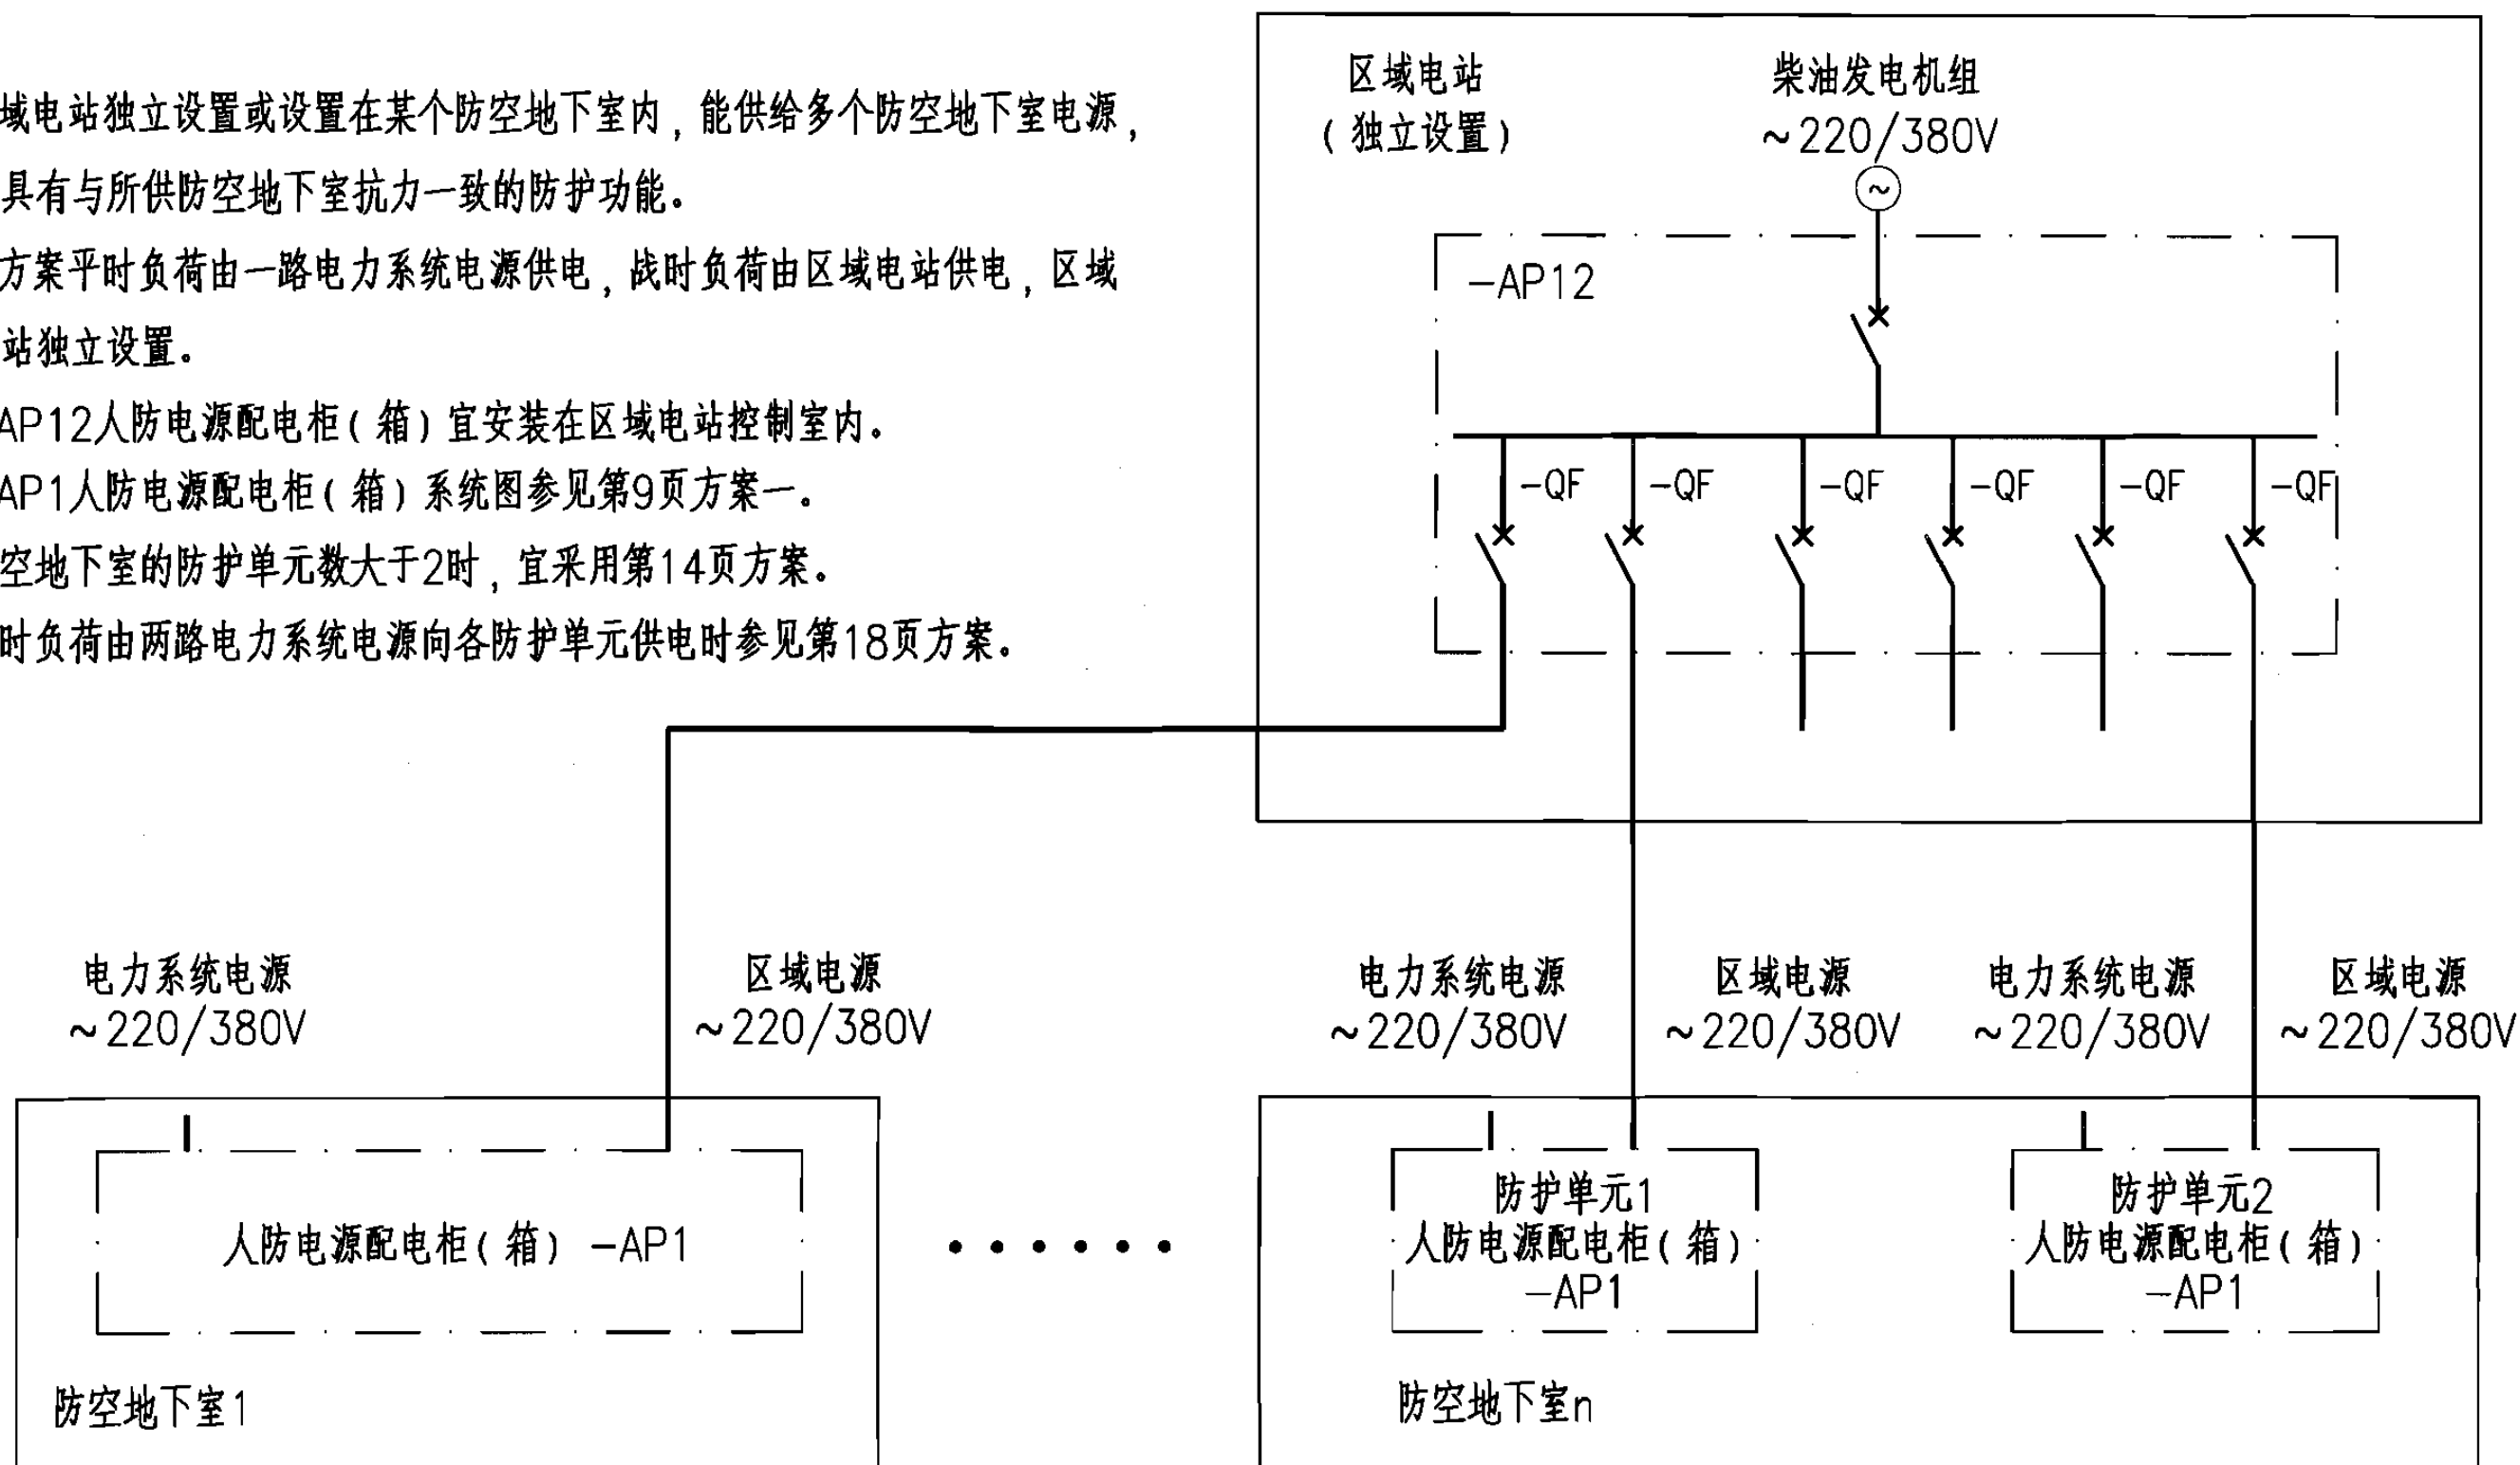 域电站独立设置或设置在某个防空地下室内，能供给多个防空地下室电源，
具有与所供防空地下室抗力一致的防护功能。
方案平时负荷由一路电力系统电源供电，战时负荷由区域电站供电，区域
站独立设置。
AP12人防电源配电柜(箱)宜安装在区域电站控制室内。
AP1人防电源配电柜(箱)系统图参见第9页方案一。
空地下室的防护单元数大于2时，宜采用第14页方案。
时负荷由两路电力系统电源向各防护单元供电时参见第18页方案。
区域电站
(独立设置)
柴油发电机组
~220/380V
~
-AP12
-QF
-QF
-QF
-QF
-QF
-QF
电力系统电源
~220/380V
区域电源
~220/380V
电力系统电源
~220/380V
区域电源
~220/380V
电力系统电源
~220/380V
区域电源
~220/380V
人防电源配电柜(箱) -AP1
防空地下室1
······
防护单元1
人防电源配电柜(箱)
-AP1
防护单元2
人防电源配电柜(箱)
-AP1
防空地下室n